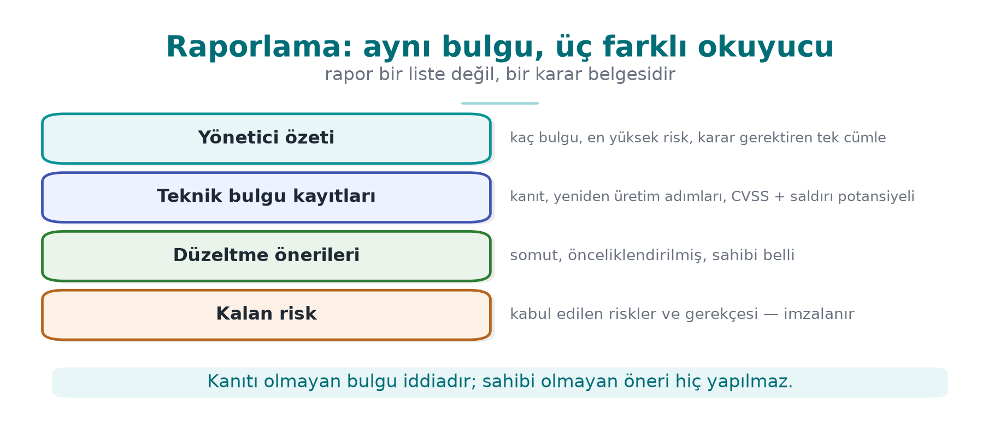 Raporlama: aynı bulgu, üç farklı okuyucu
rapor bir liste değil, bir karar belgesidir
Yönetici özeti
kaç bulgu, en yüksek risk, karar gerektiren tek cümle
Teknik bulgu kayıtları
kanıt, yeniden üretim adımları, CVSS + saldırı potansiyeli
Düzeltme önerileri
somut, önceliklendirilmiş, sahibi belli
Kalan risk
kabul edilen riskler ve gerekçesi — imzalanır
Kanıtı olmayan bulgu iddiadır; sahibi olmayan öneri hiç yapılmaz.